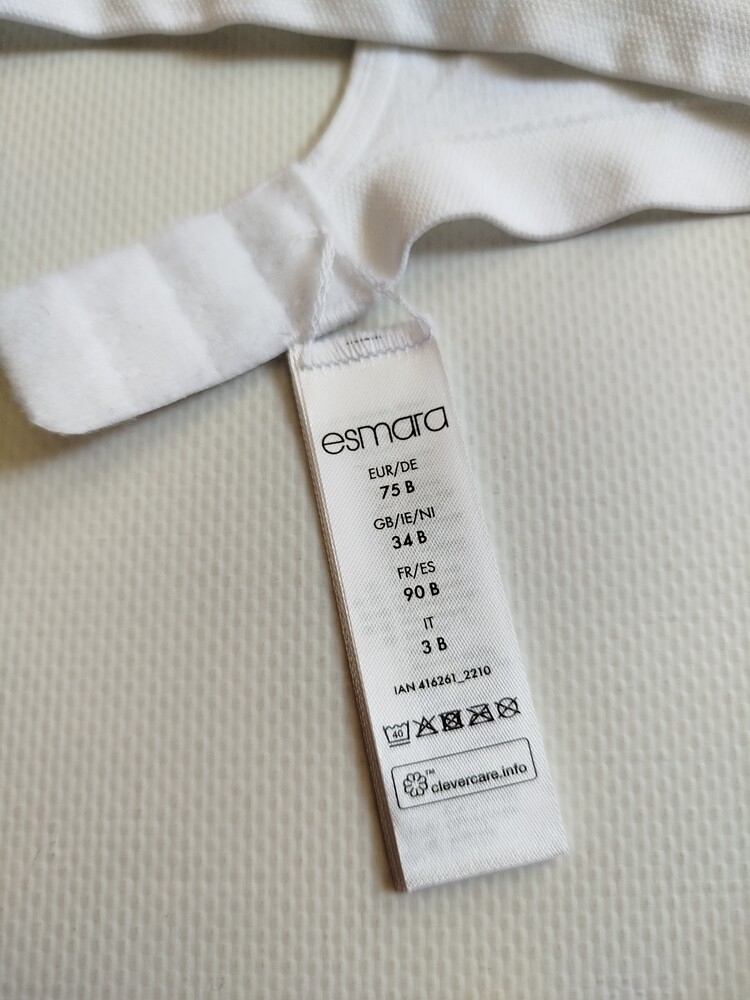 esmara
EUR/DE
75 B
GB/IE/NI
34 B
FR/ES
90 B
IT
3 B
IAN 416261_2210
40
clevercare.info